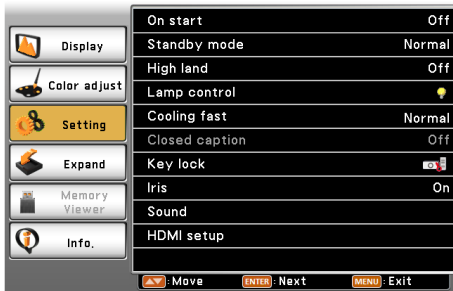 Display
Color adjust
Setting
Expand
Memory
Viewer
Info.
On start Off
Standby mode Normal
High land Off
Lamp control
Cooling fast Normal
Closed caption Off
Key lock
Iris On
Sound
HDMI setup
: Move ENTER : Next MENU : Exit